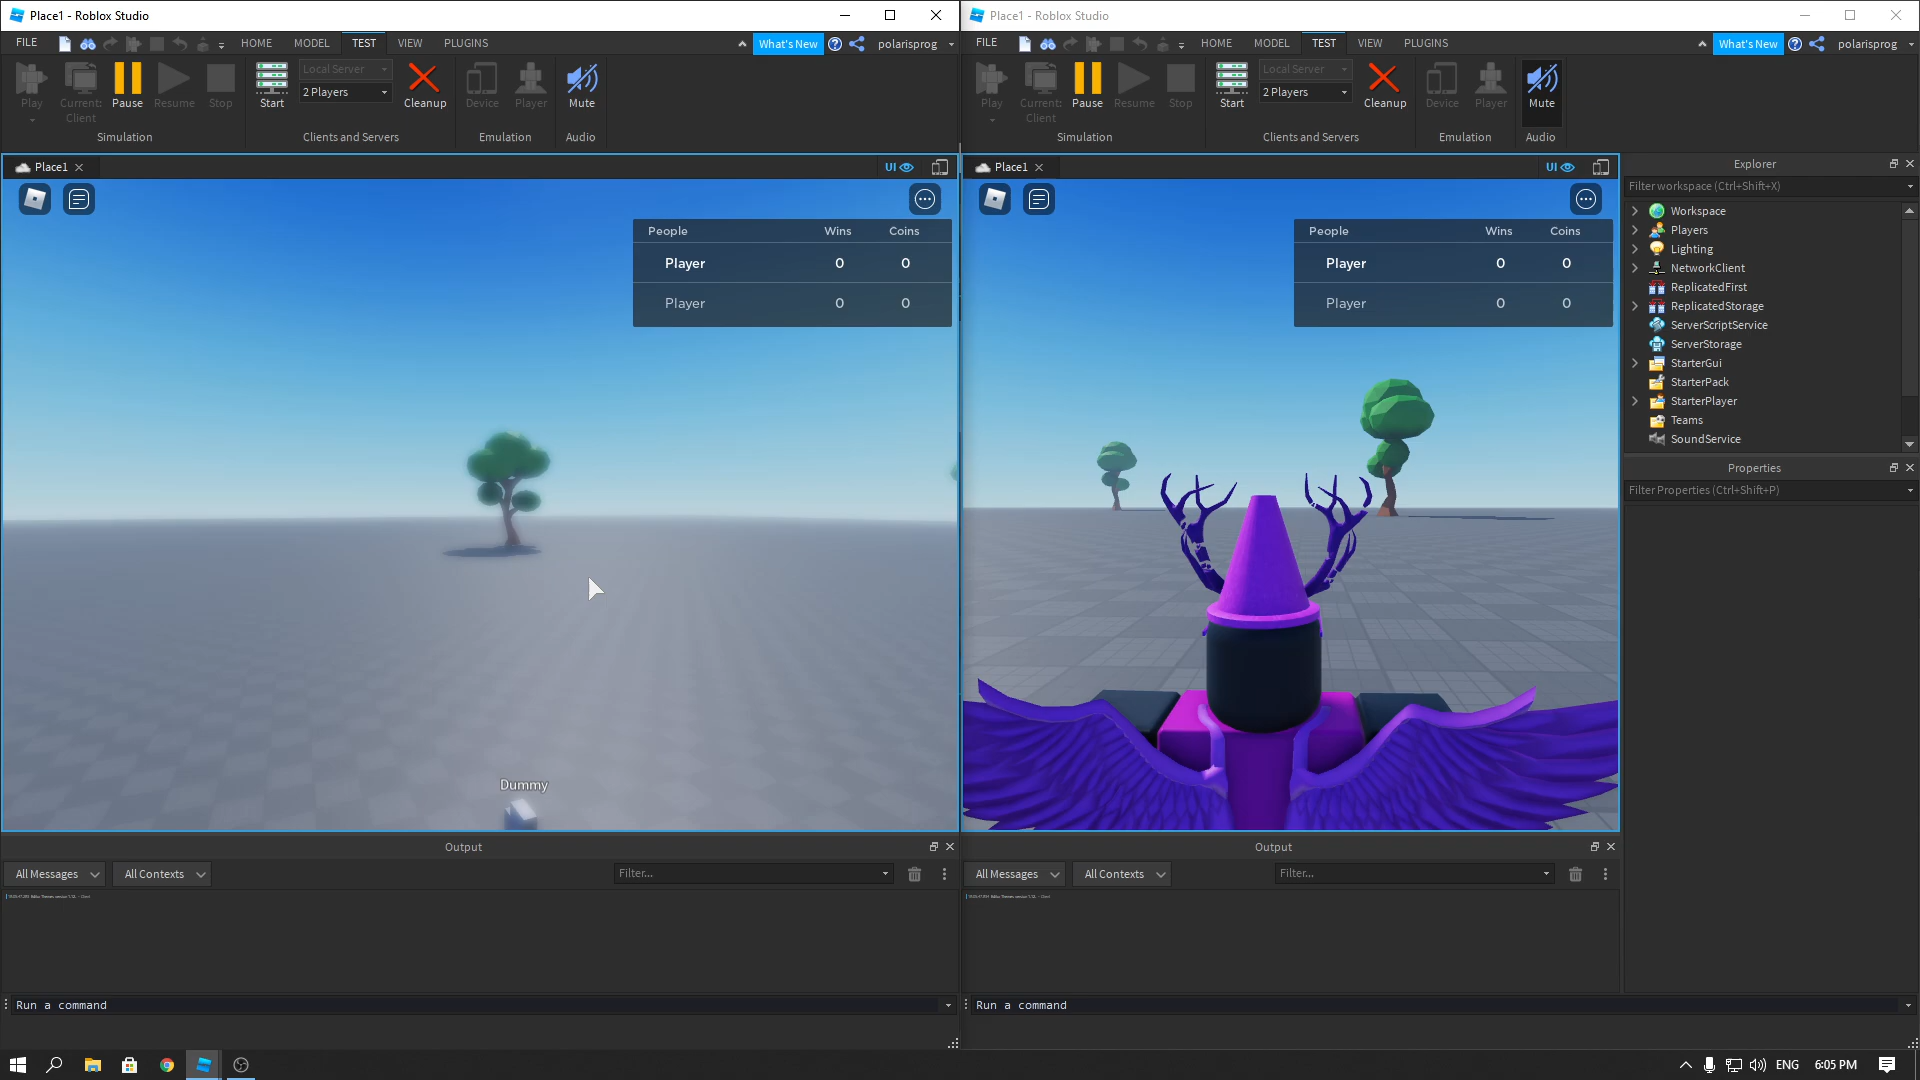 Place1 - Roblox Studio
FILE HOME MODEL TEST VIEW PLUGINS What's New polarisprog
Play Current: Client Pause Resume Stop Start Local Server 2 Players Cleanup Device Player Mute
Simulation Clients and Servers Emulation Audio
Place1 UI
People Wins Coins
Player 0 0
Player 0 0
Dummy
Output
All Messages All Contexts Filter...
Run a command
Place1 - Roblox Studio
FILE HOME MODEL TEST VIEW PLUGINS What's New polarisprog
Play Current: Client Pause Resume Stop Start Local Server 2 Players Cleanup Device Player Mute
Simulation Clients and Servers Emulation Audio
Place1 UI
People Wins Coins
Player 0 0
Player 0 0
Output
All Messages All Contexts Filter...
Run a command
Explorer
Filter workspace (Ctrl+Shift+X)
Workspace
Players
Lighting
NetworkClient
ReplicatedFirst
ReplicatedStorage
ServerScriptService
ServerStorage
StarterGui
StarterPack
StarterPlayer
Teams
SoundService
Properties
Filter Properties (Ctrl+Shift+P)
ENG 6:05 PM